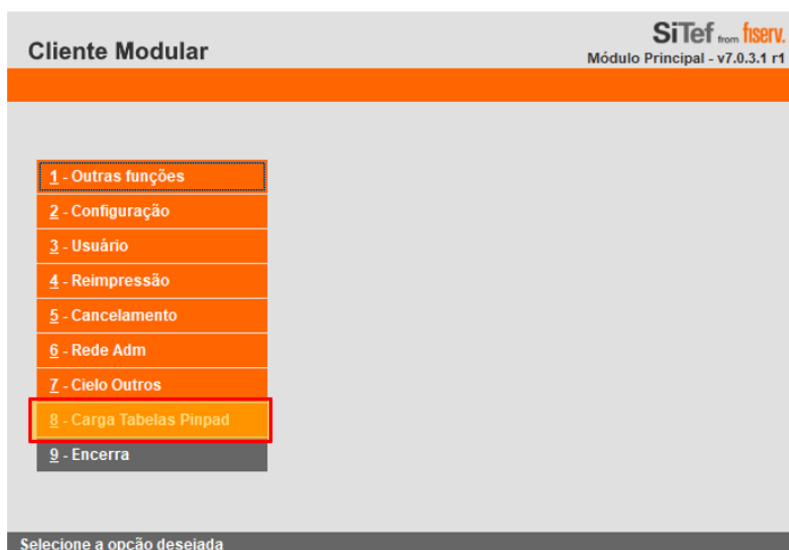 Cliente Modular
SiTef from fiserv.
Módulo Principal - v7.0.3.1 r1
1 - Outras funções
2 - Configuração
3 - Usuário
4 - Reimpressão
5 - Cancelamento
6 - Rede Adm
7 - Cielo Outros
8 - Carga Tabelas Pinpad
9 - Encerra
Selecione a opção desejada